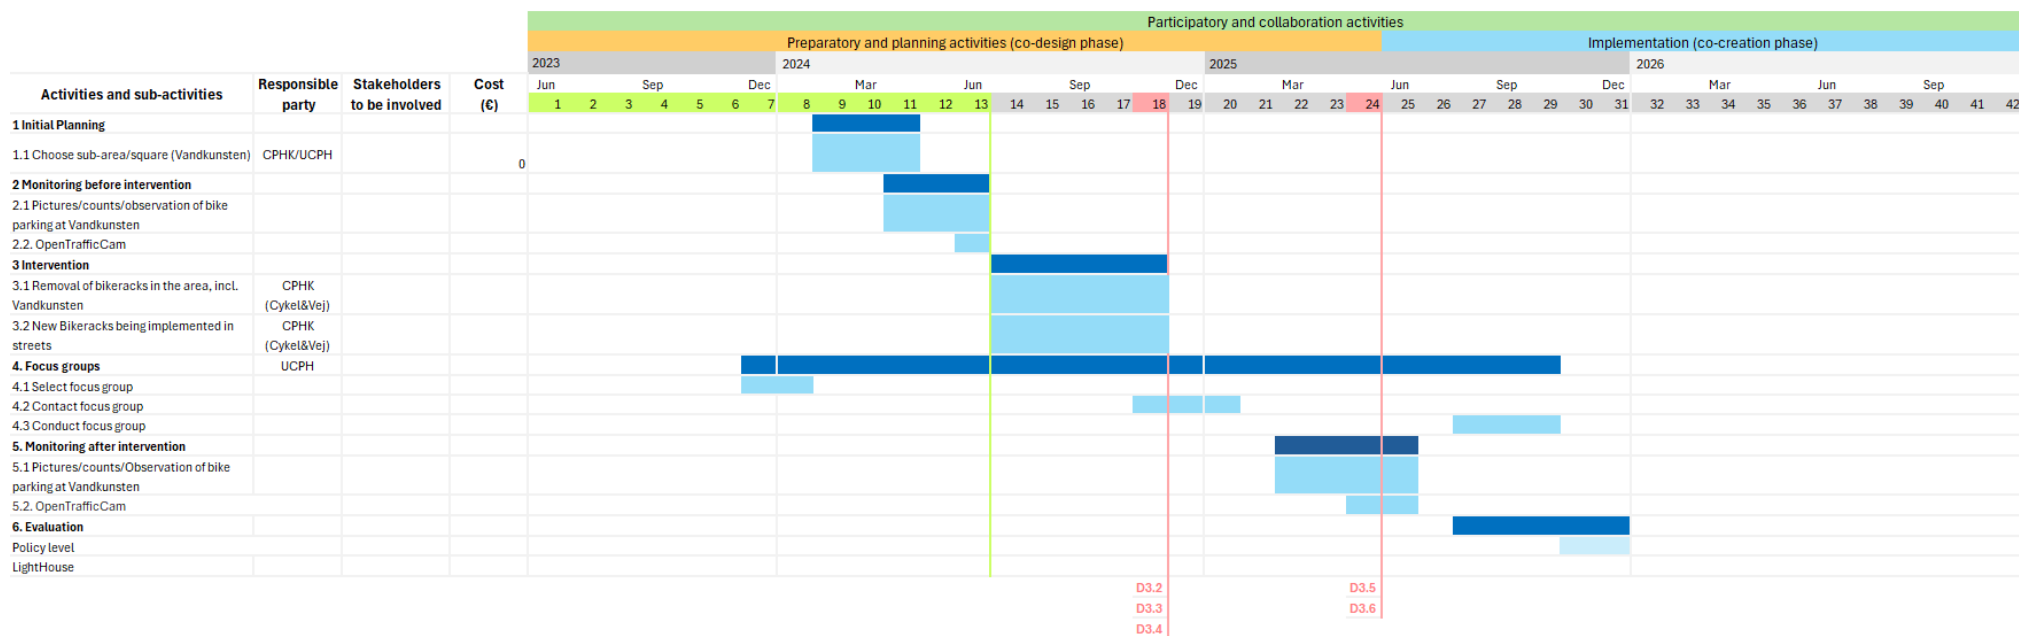 Participatory and collaboration activities
Preparatory and planning activities (co-design phase) Implementation (co-creation phase)
2023 2024 2025 2026
Activities and sub-activities Responsible party Stakeholders to be involved Cost (€) Jun Sep Dec Mar Jun Sep Dec Mar Jun Sep Dec Mar Jun Sep
1 2 3 4 5 6 7 8 9 10 11 12 13 14 15 16 17 18 19 20 21 22 23 24 25 26 27 28 29 30 31 32 33 34 35 36 37 38 39 40 41 42
1 Initial Planning
1.1 Choose sub-area/square (Vandkunsten) CPHK/UCPH 0
2 Monitoring before intervention
2.1 Pictures/counts/observation of bike
parking at Vandkunsten
2.2. OpenTrafficCam
3 Intervention
3.1 Removal of bikeracks in the area, incl. CPHK
Vandkunsten (Cykel&Vej)
3.2 New Bikeracks being implemented in CPHK
streets (Cykel&Vej)
4. Focus groups UCPH
4.1 Select focus group
4.2 Contact focus group
4.3 Conduct focus group
5. Monitoring after intervention
5.1 Pictures/counts/Observation of bike
parking at Vandkunsten
5.2. OpenTrafficCam
6. Evaluation
Policy level
LightHouse
D3.2 D3.5
D3.3 D3.6
D3.4